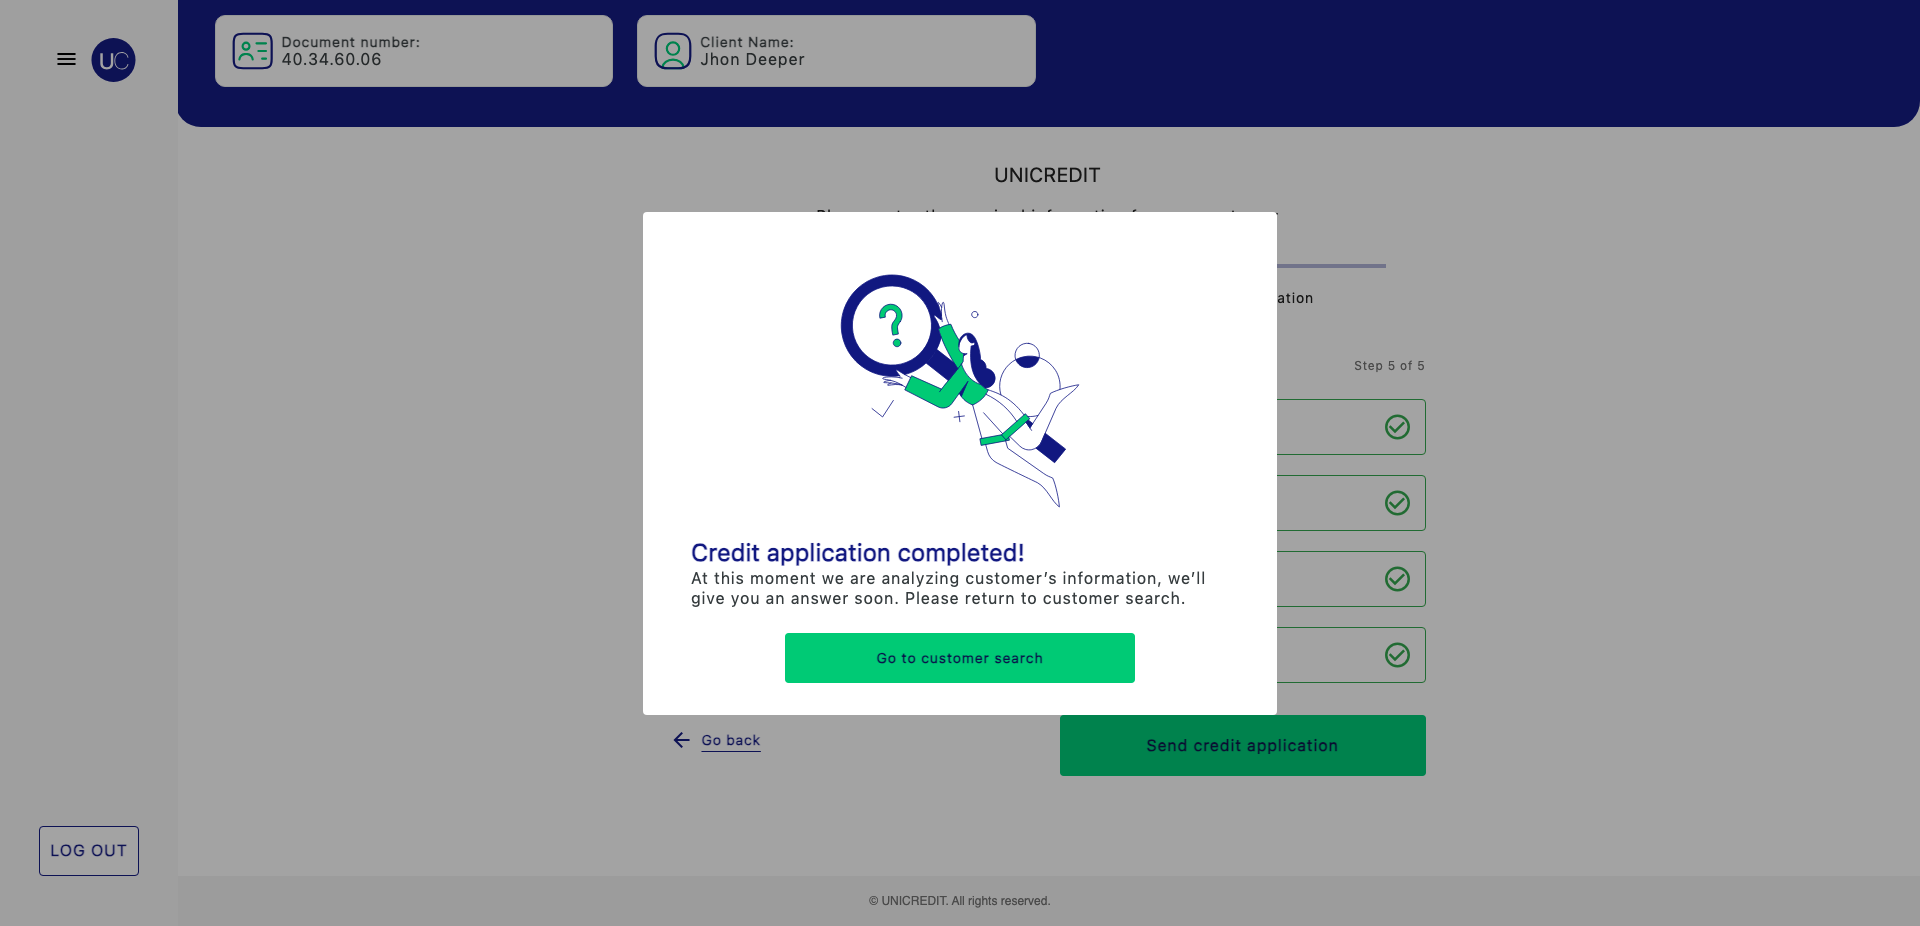 UC
Document number:
40.34.60.06
Client Name:
Jhon Deeper
UNICREDIT
ation
Step 5 of 5
?
Credit application completed!
At this moment we are analyzing customer’s information, we’ll
give you an answer soon. Please return to customer search.
Go to customer search
Go back
Send credit application
LOG OUT
© UNICREDIT. All rights reserved.